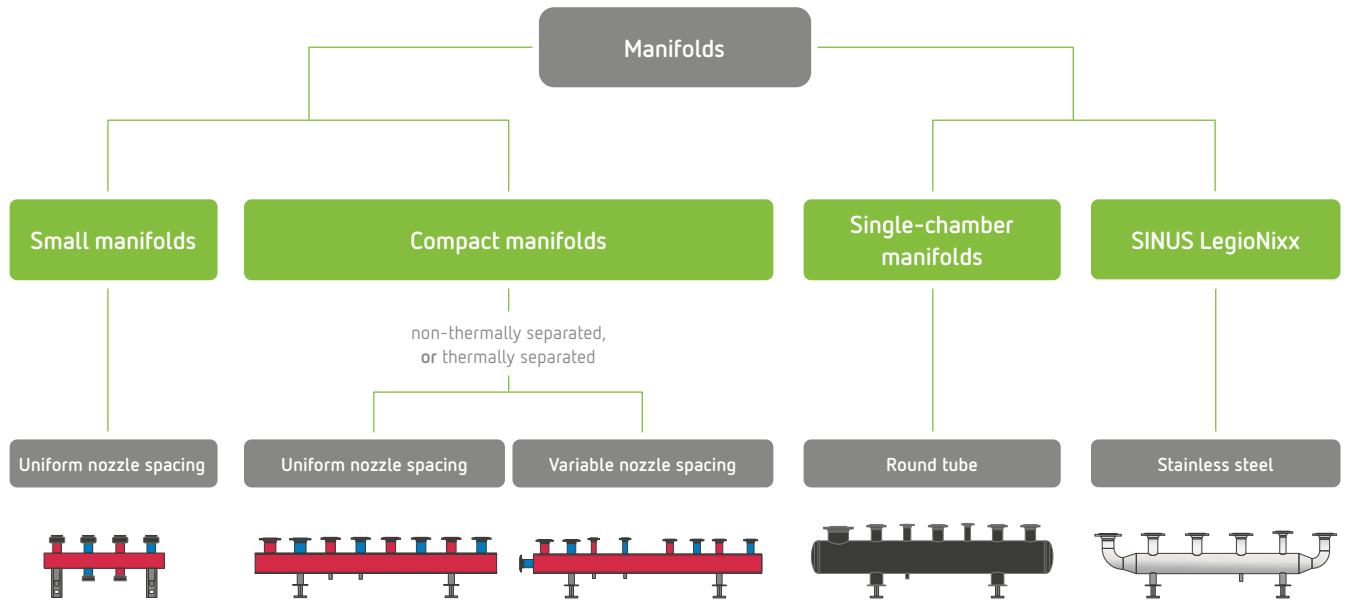 Manifolds
Small manifolds
Compact manifolds
Single-chamber
manifolds
SINUS LegioNixx
non-thermally separated,
or thermally separated
Uniform nozzle spacing
Uniform nozzle spacing
Variable nozzle spacing
Round tube
Stainless steel